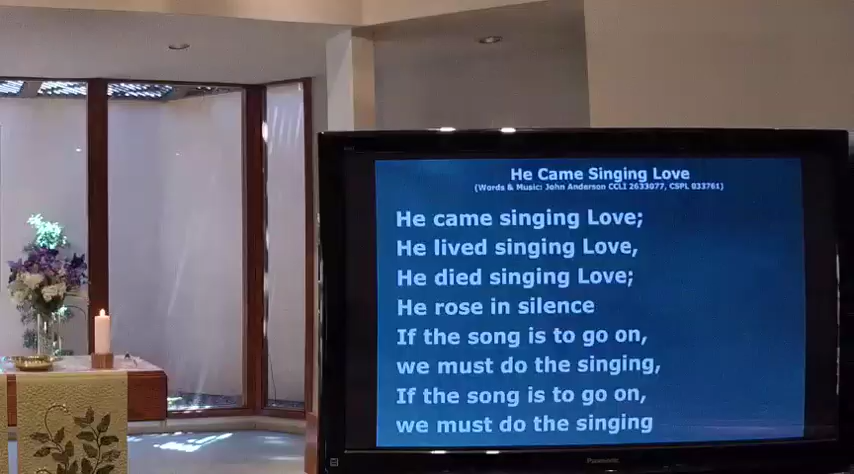 He Came Singing Love
(Words & Music: John Anderson CCLI 2633077, CSPL 033761)
He came singing Love;
He lived singing Love,
He died singing Love;
He rose in silence
If the song is to go on,
we must do the singing,
If the song is to go on,
we must do the singing
Panasonic